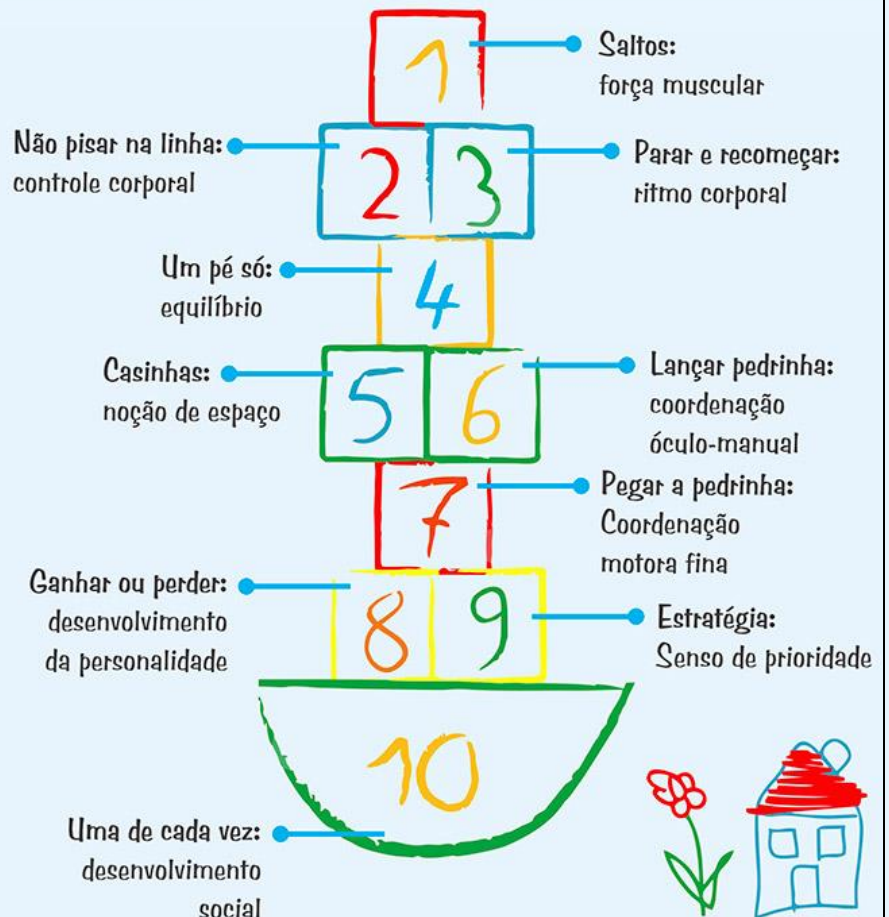 1
Saltos:
força muscular
Não pisar na linha:
controle corporal
2
3
Parar e recomeçar:
ritmo corporal
Um pé só:
equilíbrio
4
Casinhas:
noção de espaço
5
6
Lançar pedrinha:
coordenação
óculo-manual
7
Pegar a pedrinha:
Coordenação
motora fina
Ganhar ou perder:
desenvolvimento
da personalidade
8
9
Estratégia:
Senso de prioridade
10
Uma de cada vez:
desenvolvimento
social